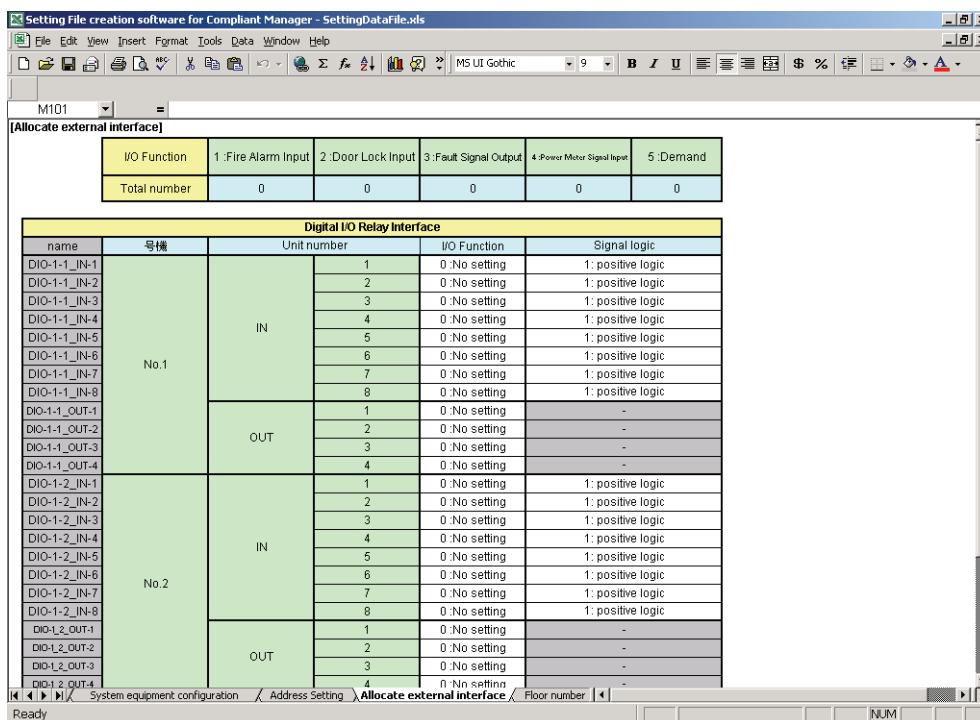 Setting File creation software for Compliant Manager - SettingDataFile.xls
File Edit View Insert Format Tools Data Window Help
MS UI Gothic 9 B I U $ %
M101 =
[Allocate external interface]
I/O Function 1 :Fire Alarm Input 2 :Door Lock Input 3 :Fault Signal Output 4 :Power Meter Signal Input 5 :Demand
Total number 0 0 0 0 0
Digital I/O Relay Interface
name 号機 Unit number I/O Function Signal logic
DIO-1-1_IN-1 1 0 :No setting 1: positive logic
DIO-1-1_IN-2 2 0 :No setting 1: positive logic
DIO-1-1_IN-3 3 0 :No setting 1: positive logic
DIO-1-1_IN-4 IN 4 0 :No setting 1: positive logic
DIO-1-1_IN-5 5 0 :No setting 1: positive logic
DIO-1-1_IN-6 No.1 6 0 :No setting 1: positive logic
DIO-1-1_IN-7 7 0 :No setting 1: positive logic
DIO-1-1_IN-8 8 0 :No setting 1: positive logic
DIO-1-1_OUT-1 1 0 :No setting -
DIO-1-1_OUT-2 OUT 2 0 :No setting -
DIO-1-1_OUT-3 3 0 :No setting -
DIO-1-1_OUT-4 4 0 :No setting -
DIO-1-2_IN-1 1 0 :No setting 1: positive logic
DIO-1-2_IN-2 2 0 :No setting 1: positive logic
DIO-1-2_IN-3 3 0 :No setting 1: positive logic
DIO-1-2_IN-4 IN 4 0 :No setting 1: positive logic
DIO-1-2_IN-5 5 0 :No setting 1: positive logic
DIO-1-2_IN-6 No.2 6 0 :No setting 1: positive logic
DIO-1-2_IN-7 7 0 :No setting 1: positive logic
DIO-1-2_IN-8 8 0 :No setting 1: positive logic
DIO-1_2_OUT-1 1 0 :No setting -
DIO-1_2_OUT-2 OUT 2 0 :No setting -
DIO-1_2_OUT-3 3 0 :No setting -
DIO-1_2_OUT-4 4 0 :No setting -
System equipment configuration Address Setting Allocate external interface Floor number
Ready NUM